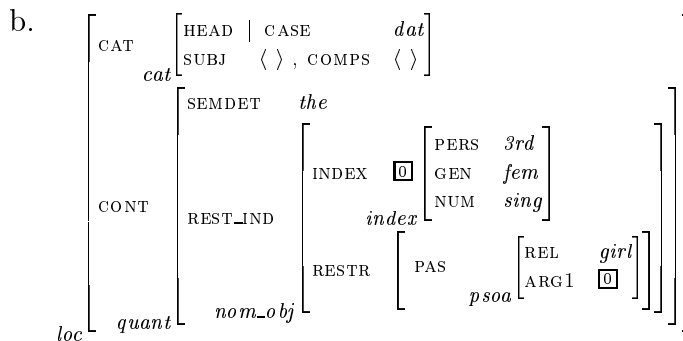 b.
HEAD | CASE dat
CAT
SUBJ ⟨ ⟩ , COMPS ⟨ ⟩
cat
SEMDET the
PERS 3rd
INDEX 0 GEN fem
NUM sing
CONT
REST_IND index
REL girl
RESTR PAS
ARG1 0
psoa
nom_obj
quant
loc